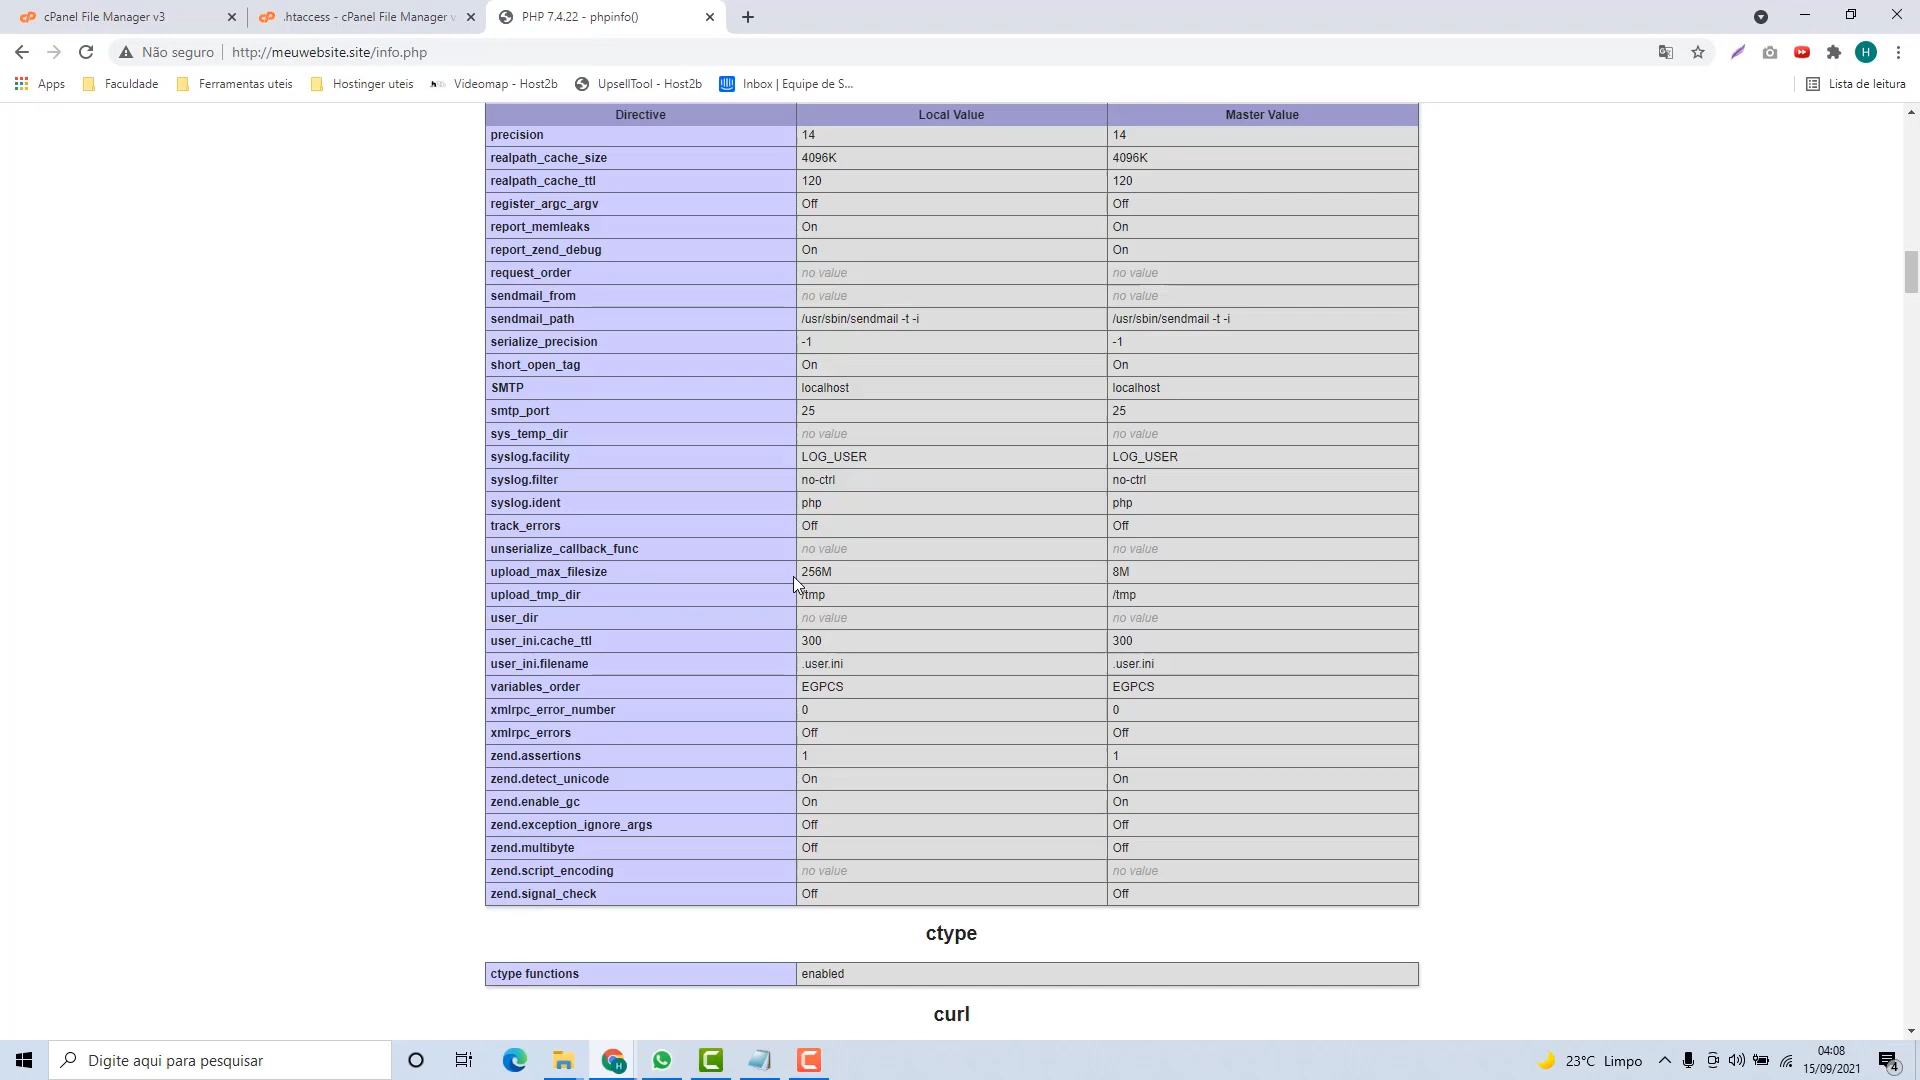 cPanel File Manager v3
.htaccess - cPanel File Manager v
PHP 7.4.22 - phpinfo()
Não seguro
http://meuwebsite.site/info.php
H
Apps
Faculdade
Ferramentas uteis
Hostinger uteis
Videomap - Host2b
UpsellTool - Host2b
Inbox | Equipe de S...
Lista de leitura
Directive Local Value Master Value
precision 14 14
realpath_cache_size 4096K 4096K
realpath_cache_ttl 120 120
register_argc_argv Off Off
report_memleaks On On
report_zend_debug On On
request_order no value no value
sendmail_from no value no value
sendmail_path /usr/sbin/sendmail -t -i /usr/sbin/sendmail -t -i
serialize_precision -1 -1
short_open_tag On On
SMTP localhost localhost
smtp_port 25 25
sys_temp_dir no value no value
syslog.facility LOG_USER LOG_USER
syslog.filter no-ctrl no-ctrl
syslog.ident php php
track_errors Off Off
unserialize_callback_func no value no value
upload_max_filesize 256M 8M
upload_tmp_dir /tmp /tmp
user_dir no value no value
user_ini.cache_ttl 300 300
user_ini.filename .user.ini .user.ini
variables_order EGPCS EGPCS
xmlrpc_error_number 0 0
xmlrpc_errors Off Off
zend.assertions 1 1
zend.detect_unicode On On
zend.enable_gc On On
zend.exception_ignore_args Off Off
zend.multibyte Off Off
zend.script_encoding no value no value
zend.signal_check Off Off
ctype
ctype functions enabled
curl
Digite aqui para pesquisar
23°C Limpo
04:08
15/09/2021
4